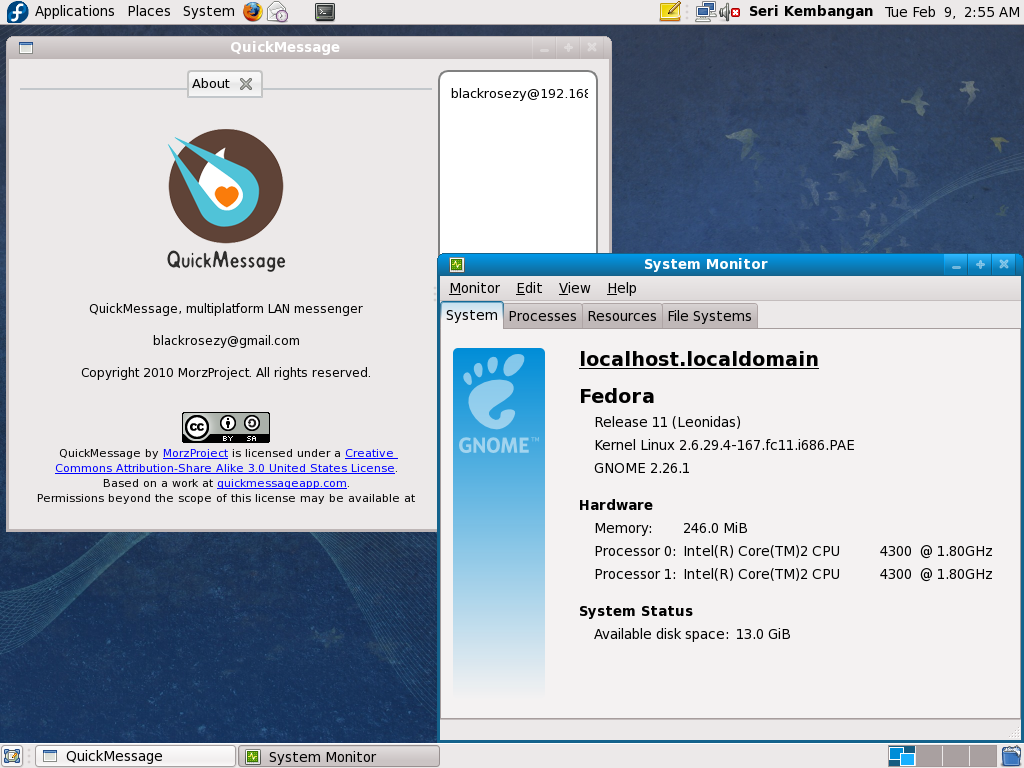 Applications Places System Seri Kembangan Tue Feb 9, 2:55 AM
QuickMessage
About
blackrosezy@192.168
QuickMessage
QuickMessage, multiplatform LAN messenger
blackrosezy@gmail.com
Copyright 2010 MorzProject. All rights reserved.
cc BY SA
QuickMessage by MorzProject is licensed under a Creative
Commons Attribution-Share Alike 3.0 United States License.
Based on a work at quickmessageapp.com.
Permissions beyond the scope of this license may be available at
System Monitor
Monitor Edit View Help
System Processes Resources File Systems
GNOME™
localhost.localdomain
Fedora
Release 11 (Leonidas)
Kernel Linux 2.6.29.4-167.fc11.i686.PAE
GNOME 2.26.1
Hardware
Memory: 246.0 MiB
Processor 0: Intel(R) Core(TM)2 CPU 4300 @ 1.80GHz
Processor 1: Intel(R) Core(TM)2 CPU 4300 @ 1.80GHz
System Status
Available disk space: 13.0 GiB
QuickMessage System Monitor